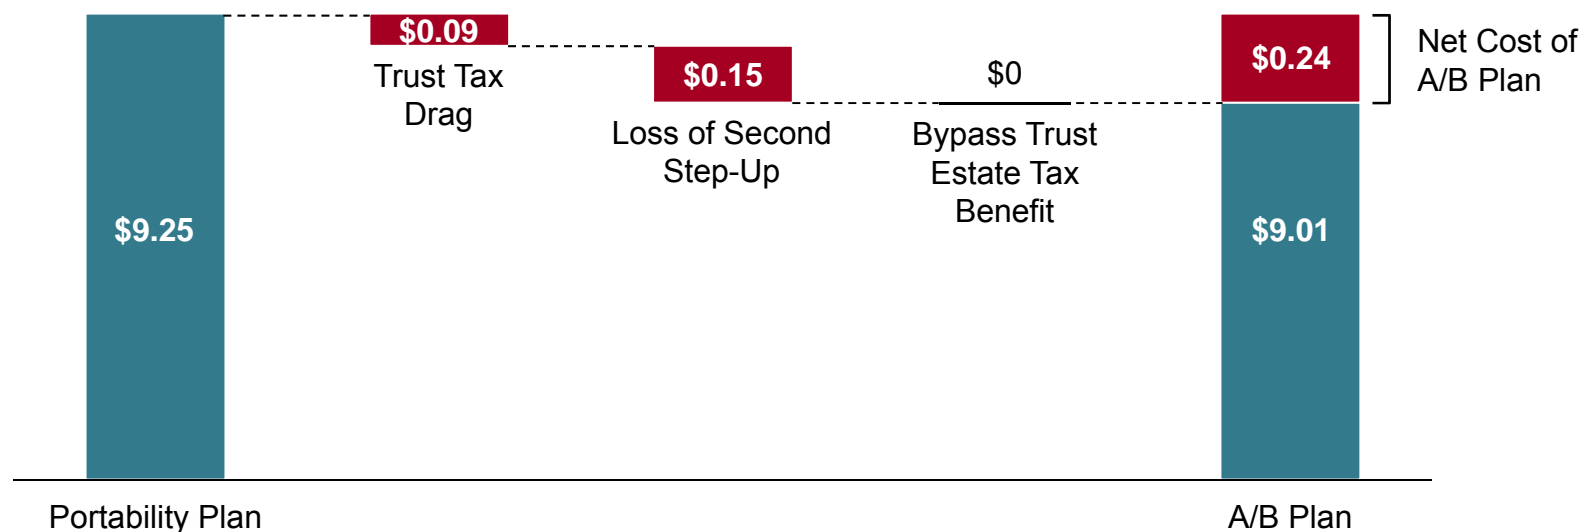 $9.25
Portability Plan
$0.09
Trust Tax
Drag
$0.15
Loss of Second
Step-Up
$0
Bypass Trust
Estate Tax
Benefit
$0.24
$9.01
A/B Plan
Net Cost of
A/B Plan